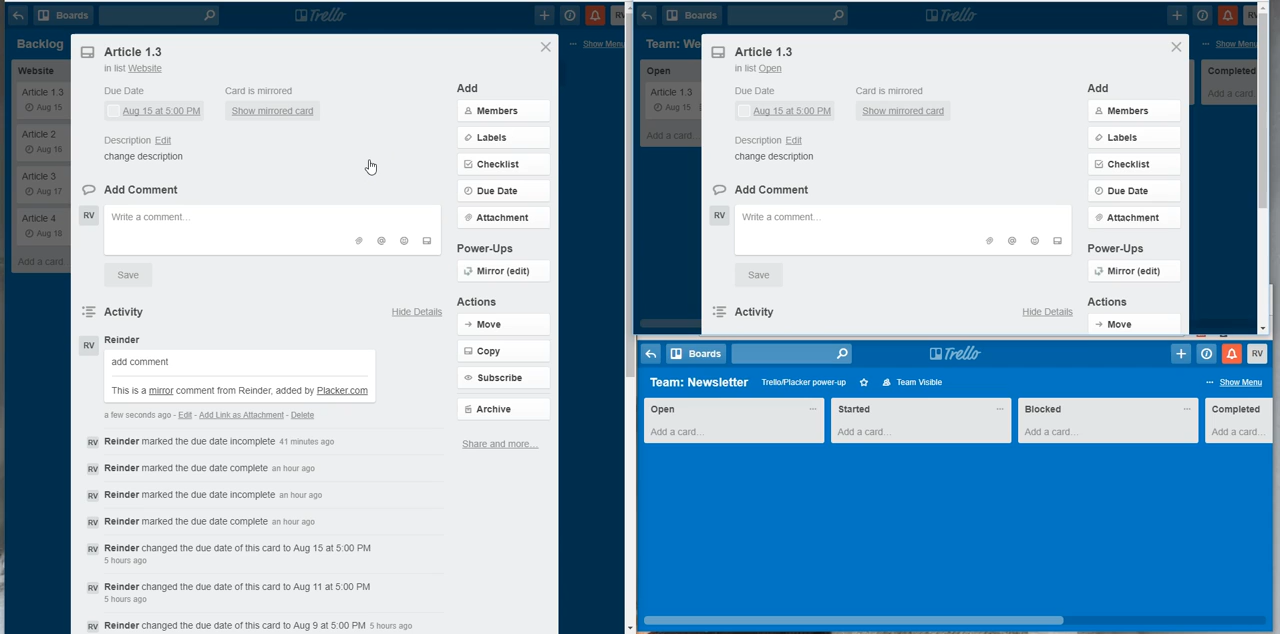 Boards
Trello
RV
Backlog
Show Menu
Website
Article 1.3
Aug 15
Article 2
Aug 16
Article 3
Aug 17
Article 4
Aug 18
Add a card
Article 1.3
in list Website
Due Date
Card is mirrored
Aug 15 at 5:00 PM
Show mirrored card
Description Edit
change description
Add Comment
RV
Write a comment...
Save
Activity
Hide Details
RV
Reinder
add comment
This is a mirror comment from Reinder, added by Placker.com
a few seconds ago - Edit - Add Link as Attachment - Delete
RV Reinder marked the due date incomplete 41 minutes ago
RV Reinder marked the due date complete an hour ago
RV Reinder marked the due date incomplete an hour ago
RV Reinder marked the due date complete an hour ago
RV Reinder changed the due date of this card to Aug 15 at 5:00 PM
5 hours ago
RV Reinder changed the due date of this card to Aug 11 at 5:00 PM
5 hours ago
RV Reinder changed the due date of this card to Aug 9 at 5:00 PM 5 hours ago
Add
Members
Labels
Checklist
Due Date
Attachment
Power-Ups
Mirror (edit)
Actions
Move
Copy
Subscribe
Archive
Share and more...
Boards
Trello
RV
Team: We
Show Menu
Open
Article 1.3
Aug 15
Add a card...
Completed
Add a card...
Article 1.3
in list Open
Due Date
Card is mirrored
Aug 15 at 5:00 PM
Show mirrored card
Description Edit
change description
Add Comment
RV
Write a comment...
Save
Activity
Hide Details
Add
Members
Labels
Checklist
Due Date
Attachment
Power-Ups
Mirror (edit)
Actions
Move
Boards
Trello
RV
Team: Newsletter
Trello/Placker power-up
Team Visible
Show Menu
Open
Add a card...
Started
Add a card...
Blocked
Add a card...
Completed
Add a card...